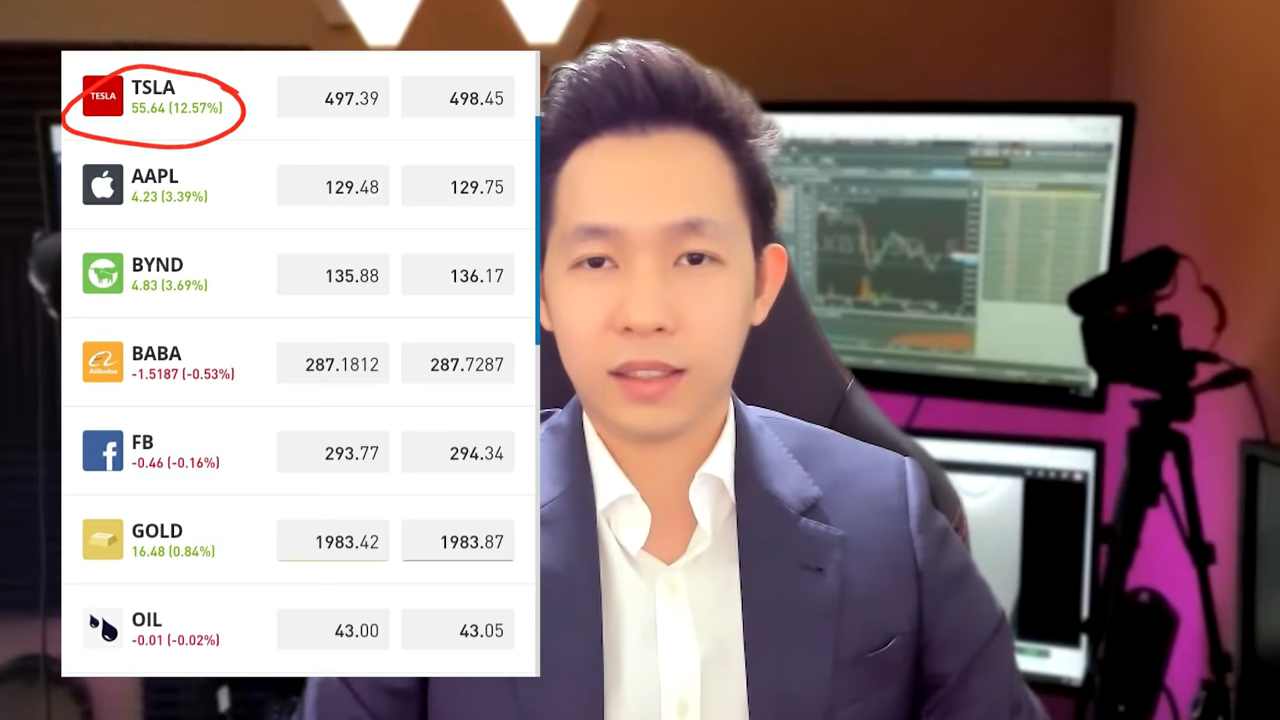 TESLA
TSLA
55.64 (12.57%)
497.39
498.45
AAPL
4.23 (3.39%)
129.48
129.75
BYND
4.83 (3.69%)
135.88
136.17
BABA
-1.5187 (-0.53%)
287.1812
287.7287
Alibaba
FB
-0.46 (-0.16%)
293.77
294.34
GOLD
16.48 (0.84%)
1983.42
1983.87
OIL
-0.01 (-0.02%)
43.00
43.05